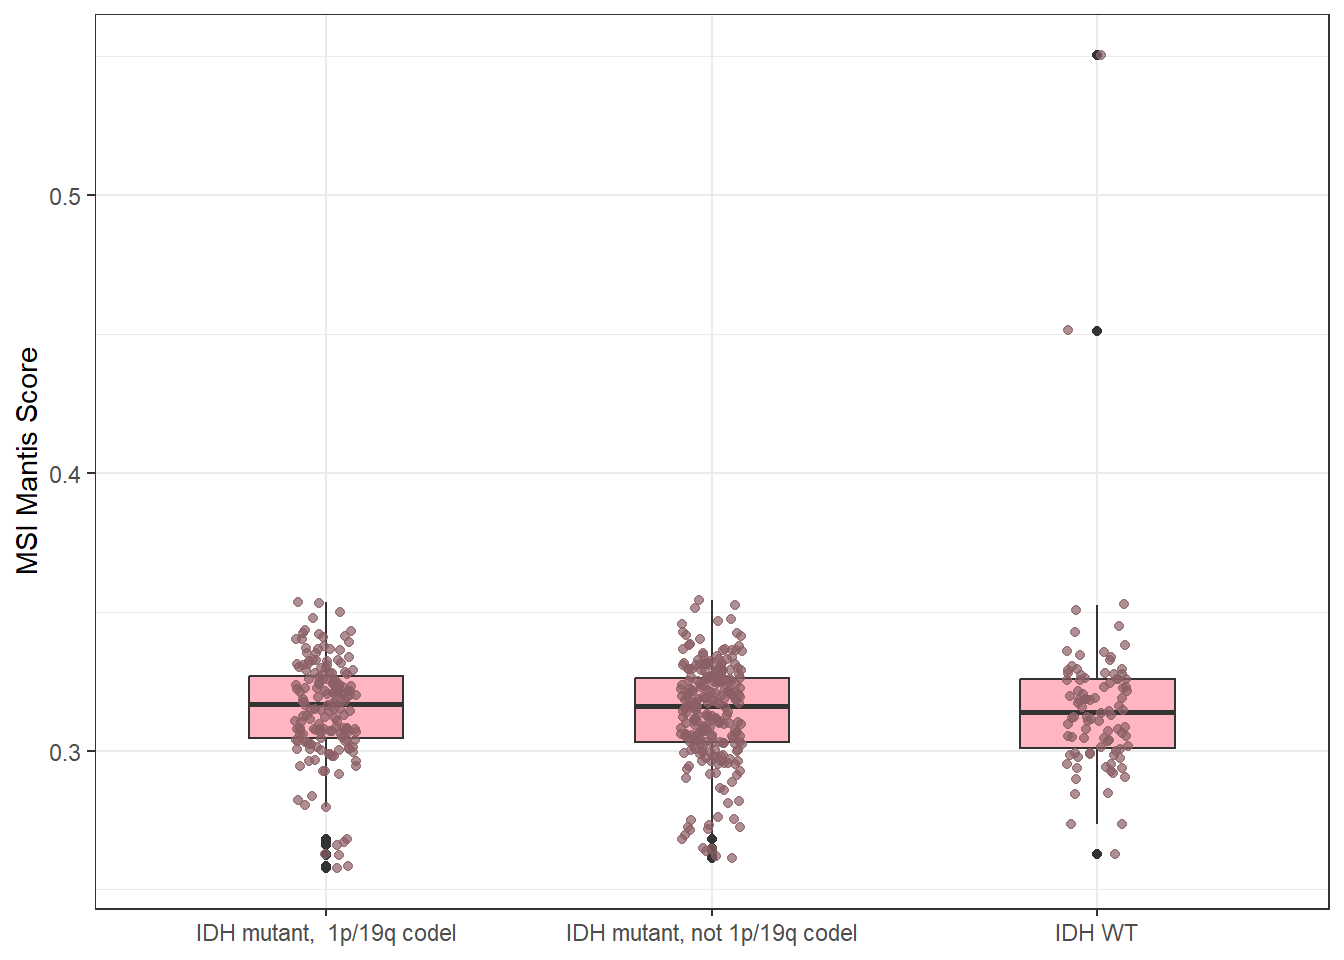 MSI Mantis Score
0.5
0.4
0.3
IDH mutant,  1p/19q codel
IDH mutant, not 1p/19q codel
IDH WT